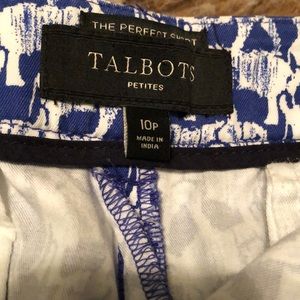 THE PERFECT SHORT
TALBOTS
PETITES
10P
MADE IN
INDIA